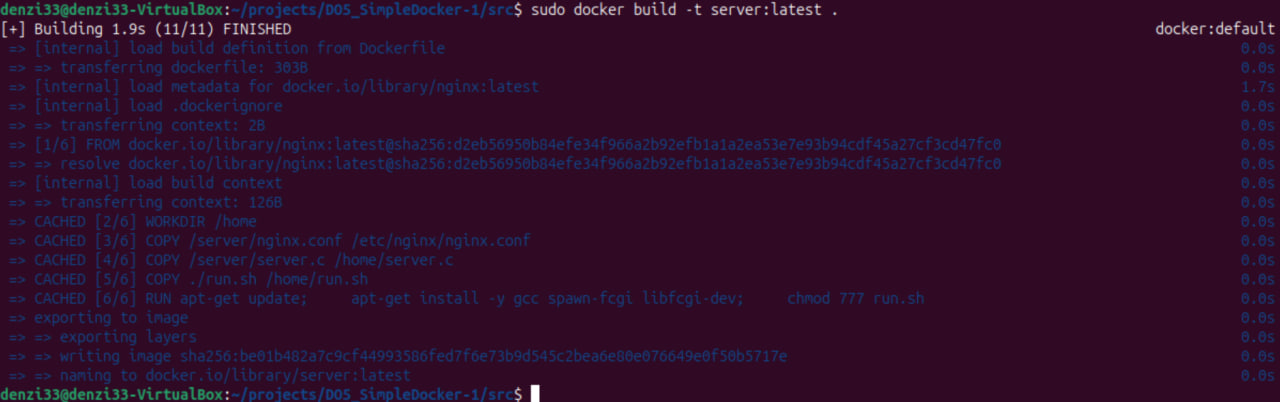 denzi33@denzi33-VirtualBox:~/projects/DO5_SimpleDocker-1/src$ sudo docker build -t server:latest .
[+] Building 1.9s (11/11) FINISHED docker:default
=> [internal] load build definition from Dockerfile 0.0s
=> => transferring dockerfile: 303B 0.0s
=> [internal] load metadata for docker.io/library/nginx:latest 1.7s
=> [internal] load .dockerignore 0.0s
=> => transferring context: 2B 0.0s
=> [1/6] FROM docker.io/library/nginx:latest@sha256:d2eb56950b84efe34f966a2b92efb1a1a2ea53e7e93b94cdf45a27cf3cd47fc0 0.0s
=> => resolve docker.io/library/nginx:latest@sha256:d2eb56950b84efe34f966a2b92efb1a1a2ea53e7e93b94cdf45a27cf3cd47fc0 0.0s
=> [internal] load build context 0.0s
=> => transferring context: 126B 0.0s
=> CACHED [2/6] WORKDIR /home 0.0s
=> CACHED [3/6] COPY /server/nginx.conf /etc/nginx/nginx.conf 0.0s
=> CACHED [4/6] COPY /server/server.c /home/server.c 0.0s
=> CACHED [5/6] COPY ./run.sh /home/run.sh 0.0s
=> CACHED [6/6] RUN apt-get update;     apt-get install -y gcc spawn-fcgi libfcgi-dev;     chmod 777 run.sh 0.0s
=> exporting to image 0.0s
=> => exporting layers 0.0s
=> => writing image sha256:be01b482a7c9cf44993586fed7f6e73b9d545c2bea6e80e076649e0f50b5717e 0.0s
=> => naming to docker.io/library/server:latest 0.0s
denzi33@denzi33-VirtualBox:~/projects/DO5_SimpleDocker-1/src$